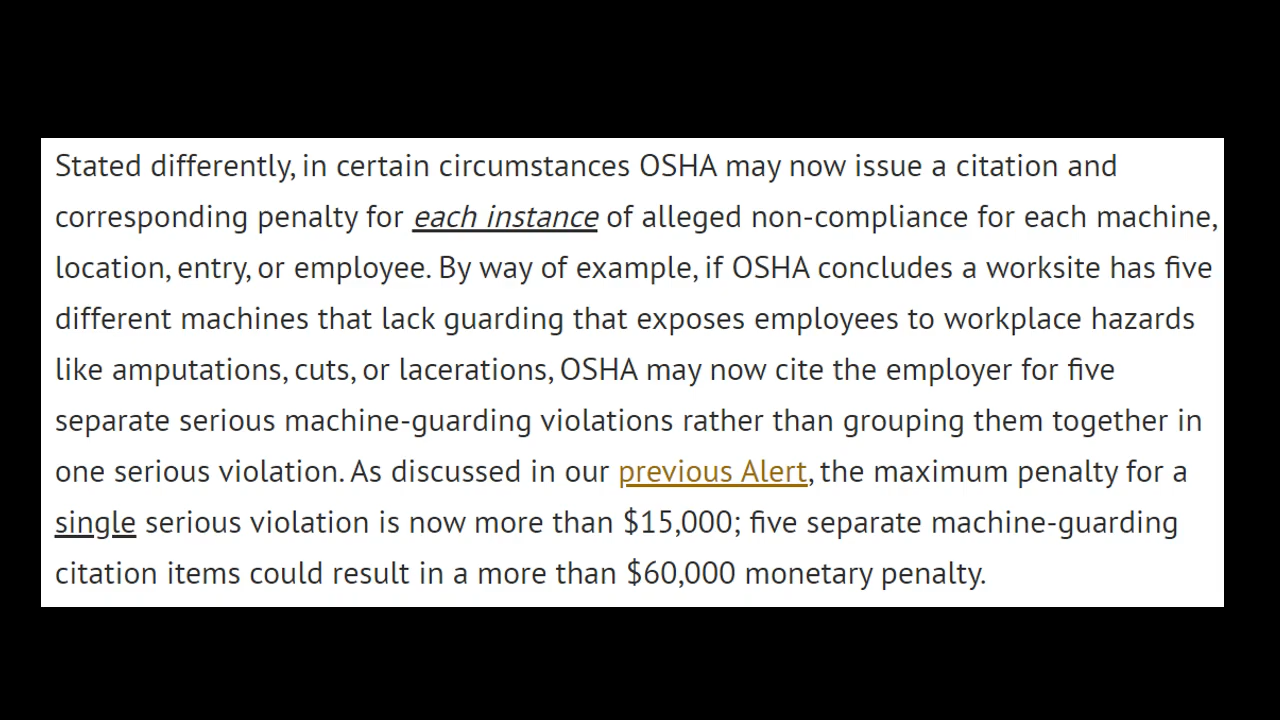 Stated differently, in certain circumstances OSHA may now issue a citation and
corresponding penalty for each instance of alleged non-compliance for each machine,
location, entry, or employee. By way of example, if OSHA concludes a worksite has five
different machines that lack guarding that exposes employees to workplace hazards
like amputations, cuts, or lacerations, OSHA may now cite the employer for five
separate serious machine-guarding violations rather than grouping them together in
one serious violation. As discussed in our previous Alert, the maximum penalty for a
single serious violation is now more than $15,000; five separate machine-guarding
citation items could result in a more than $60,000 monetary penalty.